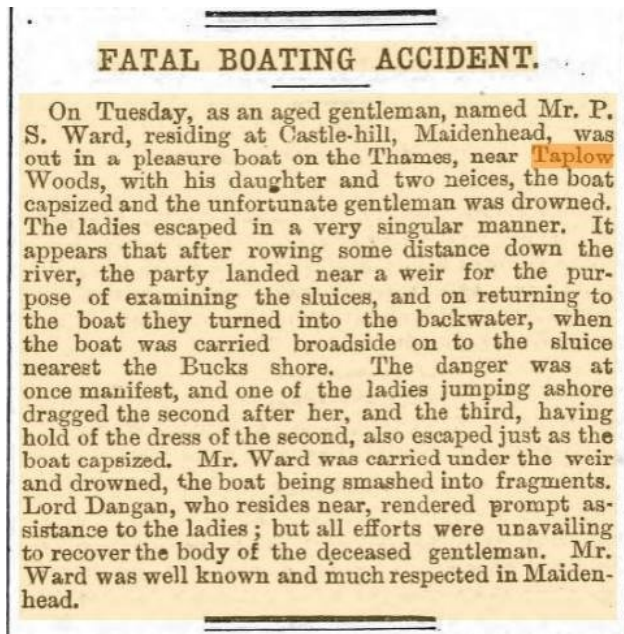 FATAL BOATING ACCIDENT.
On Tuesday, as an aged gentleman, named Mr. P.
S. Ward, residing at Castle-hill, Maidenhead, was
out in a pleasure boat on the Thames, near Taplow
Woods, with his daughter and two neices, the boat
capsized and the unfortunate gentleman was drowned.
The ladies escaped in a very singular manner. It
appears that after rowing some distance down the
river, the party landed near a weir for the pur-
pose of examining the sluices, and on returning to
the boat they turned into the backwater, when
the boat was carried broadside on to the sluice
nearest the Bucks shore. The danger was at
once manifest, and one of the ladies jumping ashore
dragged the second after her, and the third, having
hold of the dress of the second, also escaped just as the
boat capsized. Mr. Ward was carried under the weir
and drowned, the boat being smashed into fragments.
Lord Dangan, who resides near, rendered prompt as-
sistance to the ladies; but all efforts were unavailing
to recover the body of the deceased gentleman. Mr.
Ward was well known and much respected in Maiden-
head.